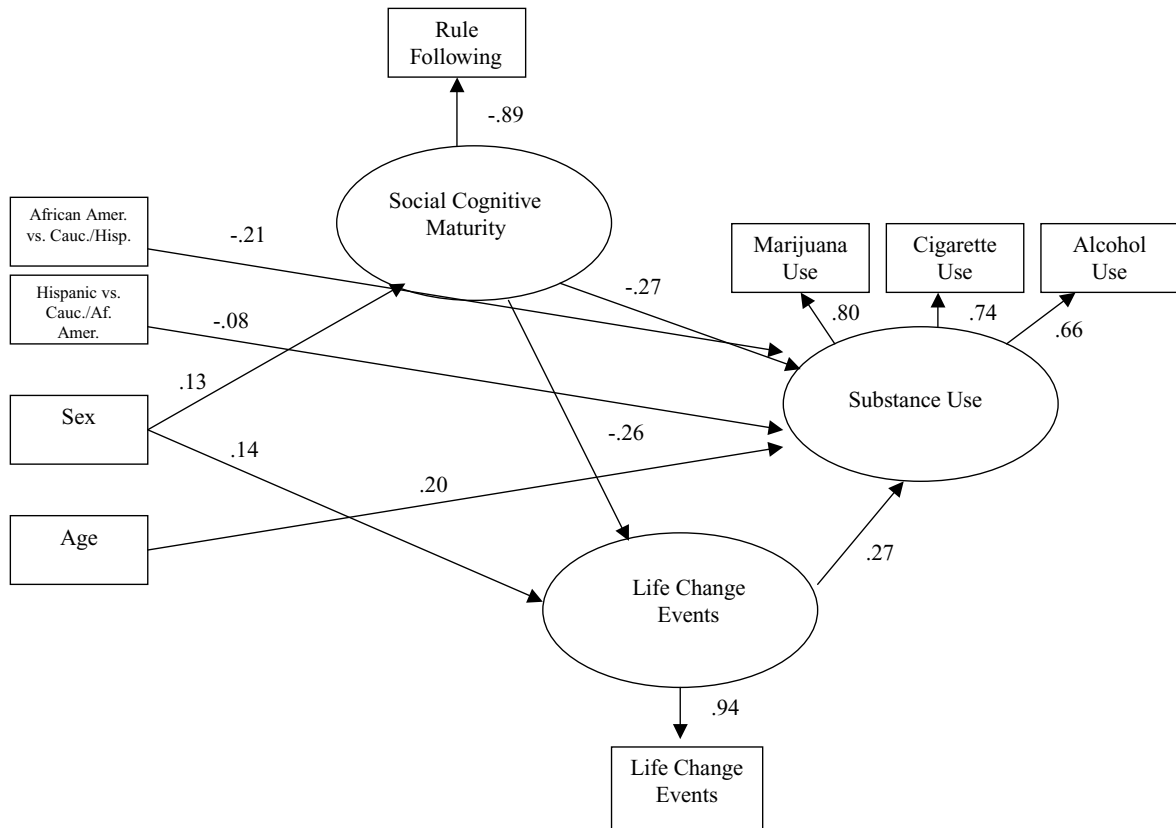 Rule
Following
-.89
Social Cognitive
Maturity
African Amer.
vs. Cauc./Hisp.
-.21
Hispanic vs.
Cauc./Af.
Amer.
-.08
-.27
Marijuana
Use
Cigarette
Use
Alcohol
Use
.80
.74
.66
Substance Use
.13
Sex
.14
-.26
.20
Age
.27
Life Change
Events
.94
Life Change
Events